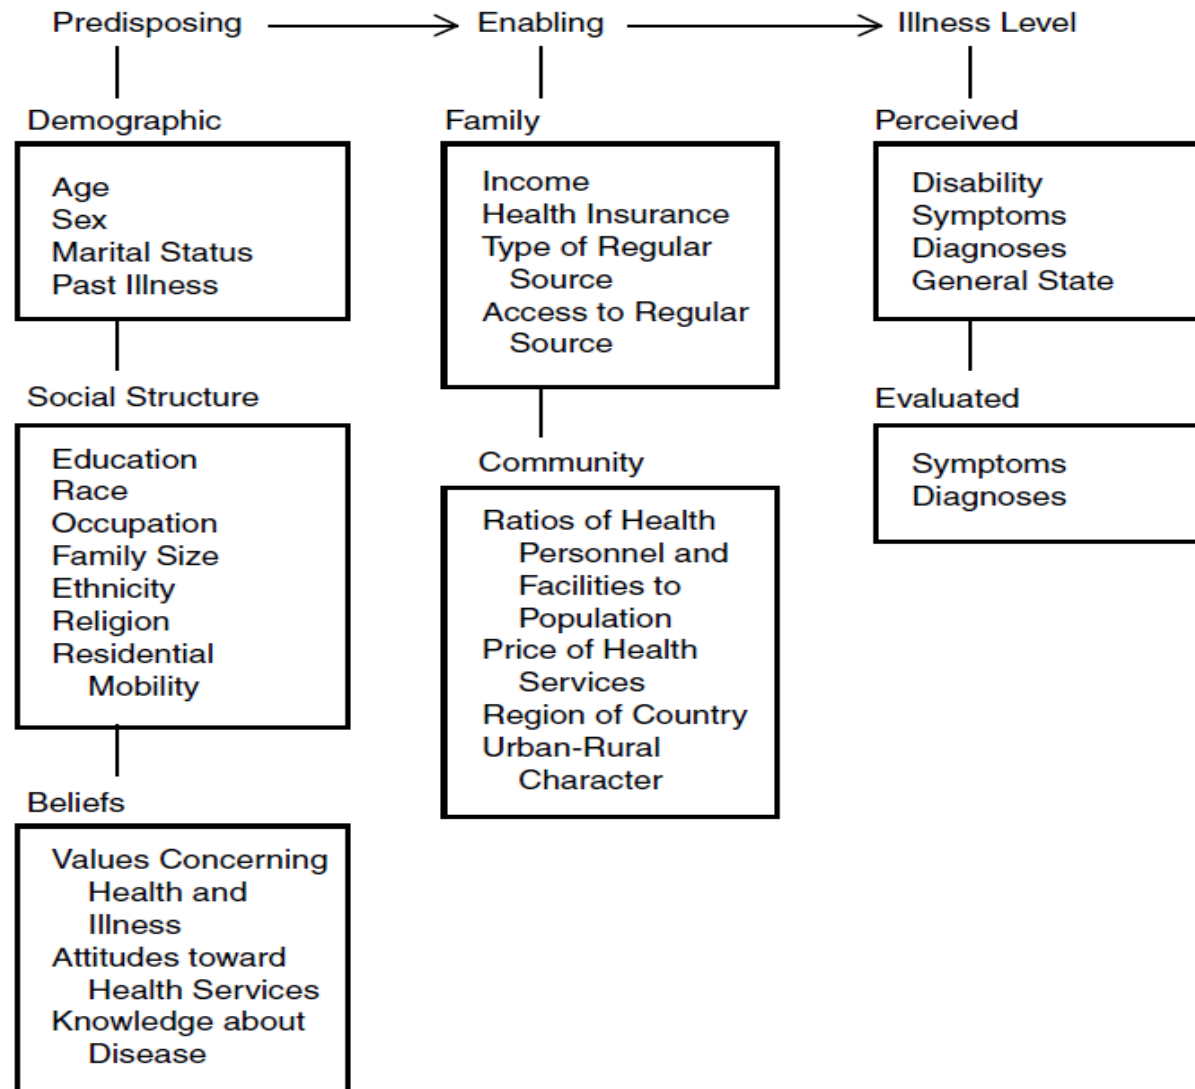 Predisposing
Enabling
Illness Level
Demographic
Age
Sex
Marital Status
Past Illness
Social Structure
Education
Race
Occupation
Family Size
Ethnicity
Religion
Residential
Mobility
Beliefs
Values Concerning
Health and
Illness
Attitudes toward
Health Services
Knowledge about
Disease
Family
Income
Health Insurance
Type of Regular
Source
Access to Regular
Source
Community
Ratios of Health
Personnel and
Facilities to
Population
Price of Health
Services
Region of Country
Urban-Rural
Character
Perceived
Disability
Symptoms
Diagnoses
General State
Evaluated
Symptoms
Diagnoses